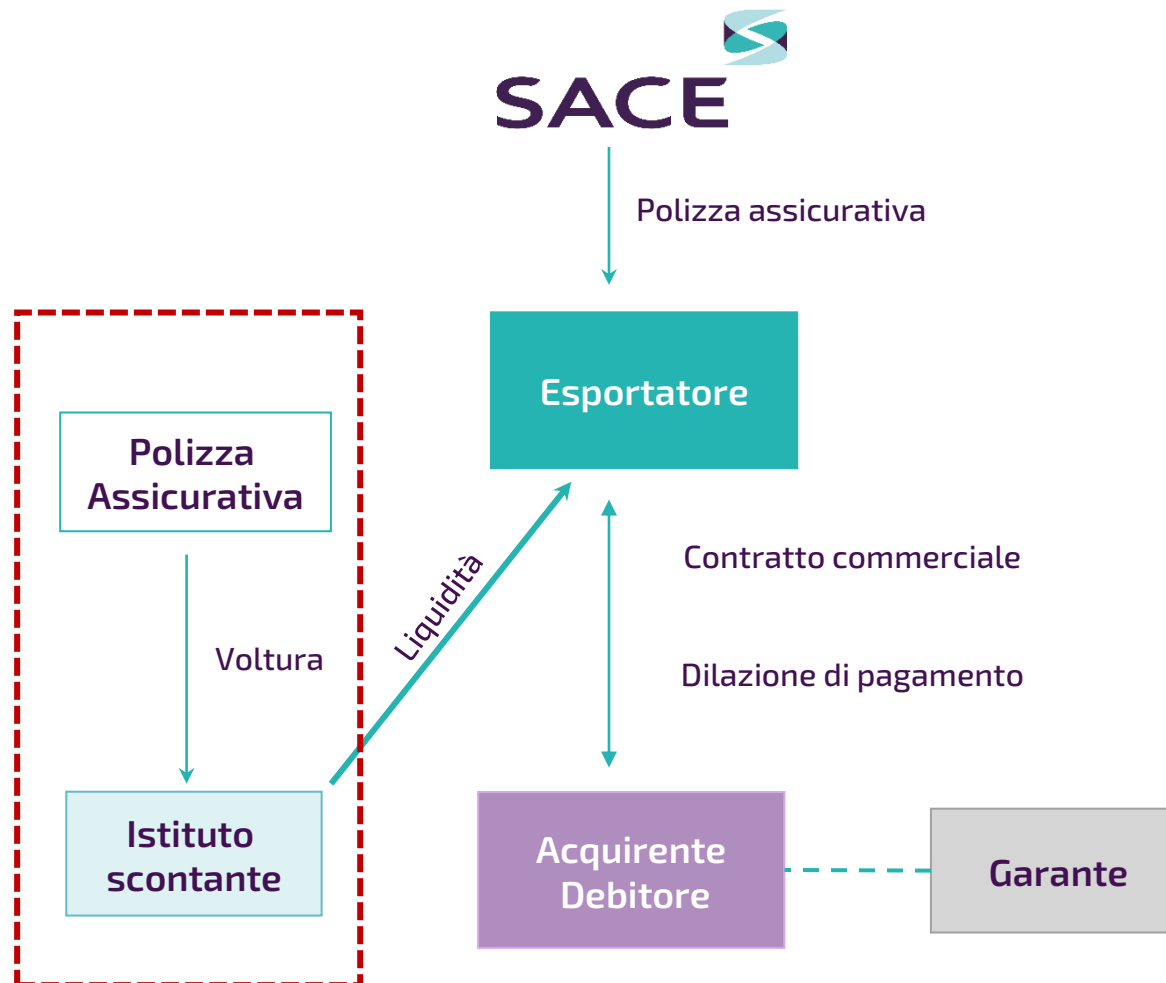 SACE
Polizza assicurativa
Esportatore
Polizza
Assicurativa
Liquidità
Contratto commerciale
Voltura
Dilazione di pagamento
Istituto
scontante
Acquirente
Debitore
Garante